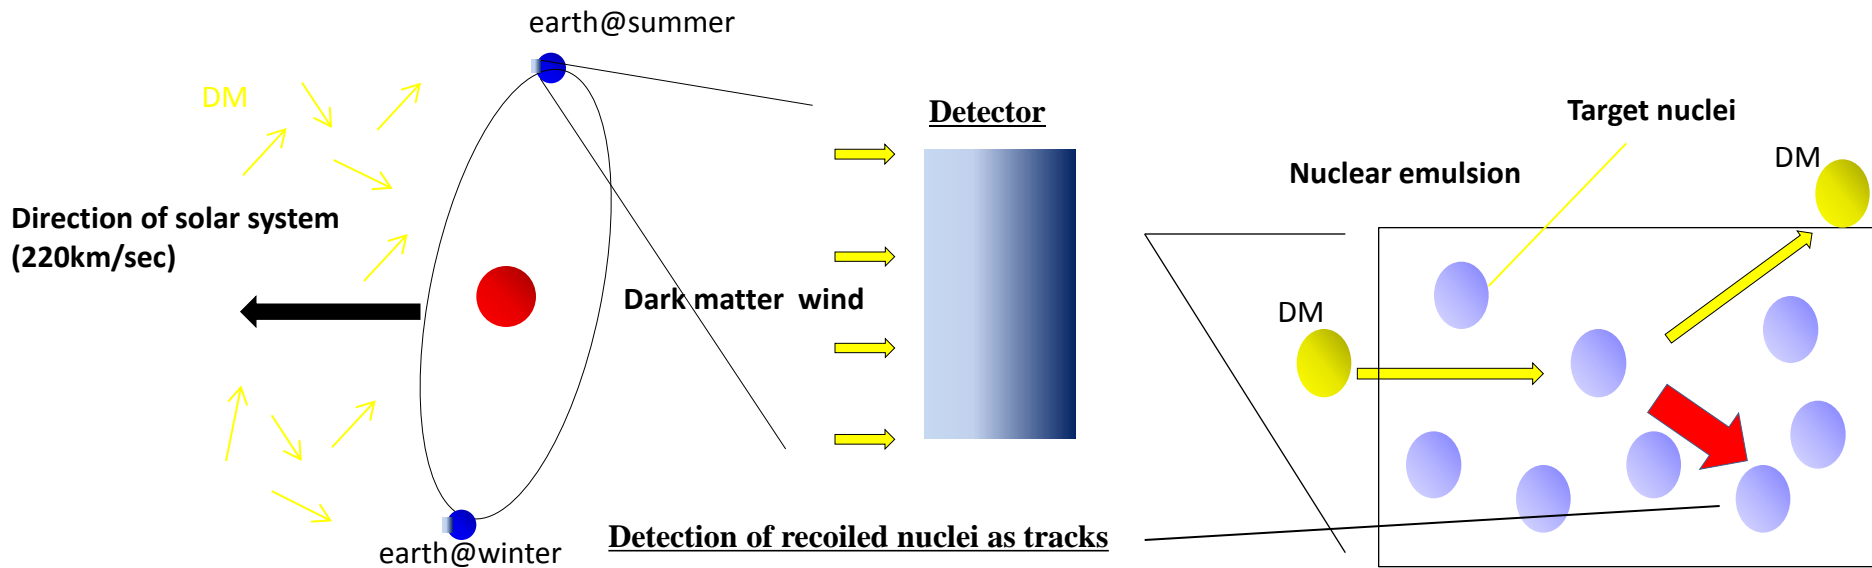 earth@summer
DM
Direction of solar system
(220km/sec)
Dark matter wind
earth@winter
Detector
Detection of recoiled nuclei as tracks
Target nuclei
Nuclear emulsion
DM
DM